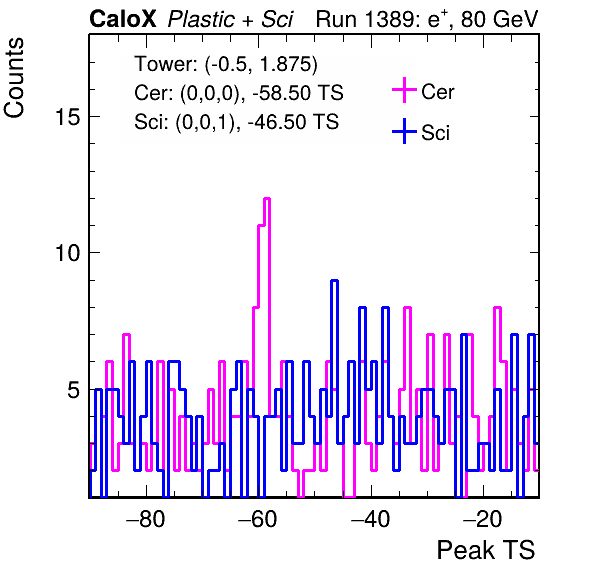 CaloX Plastic + Sci Run 1389: e+, 80 GeV
Counts
Tower: (-0.5, 1.875)
Cer: (0,0,0), -58.50 TS
Sci: (0,0,1), -46.50 TS
Cer
Sci
15
10
5
−80 −60 −40 −20
Peak TS